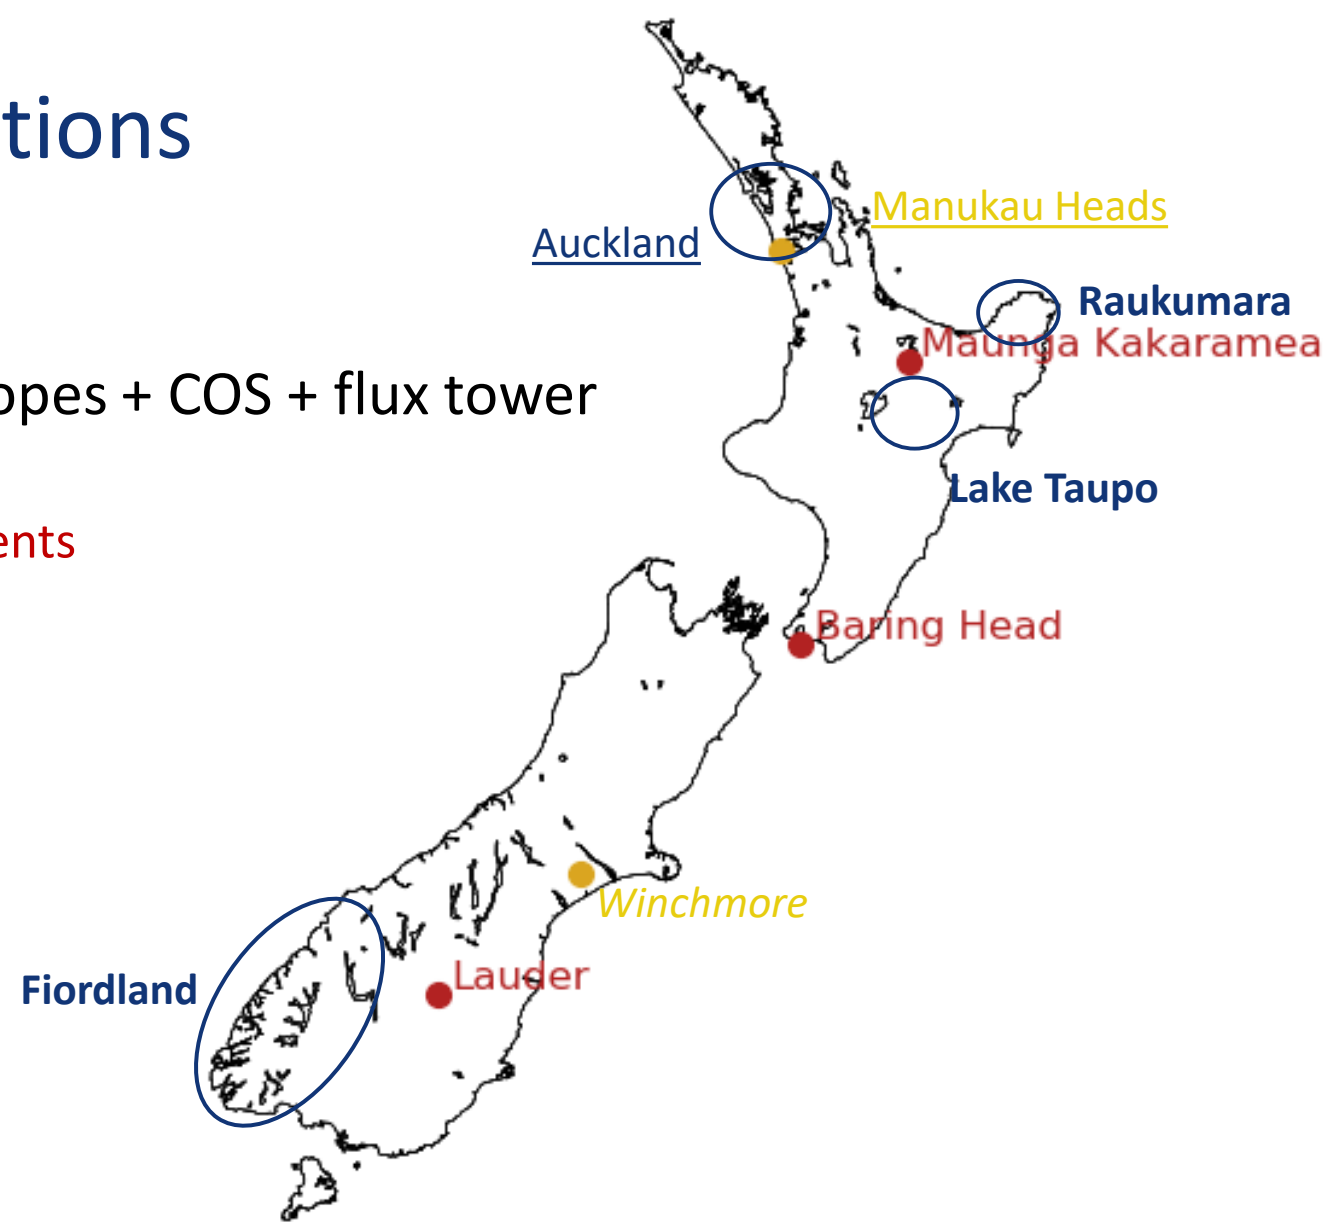 tions
Manukau Heads
Auckland
Raukumara
Maunga Kakaramea
opes + COS + flux tower
Lake Taupo
ents
Baring Head
Winchmore
Lauder
Fiordland